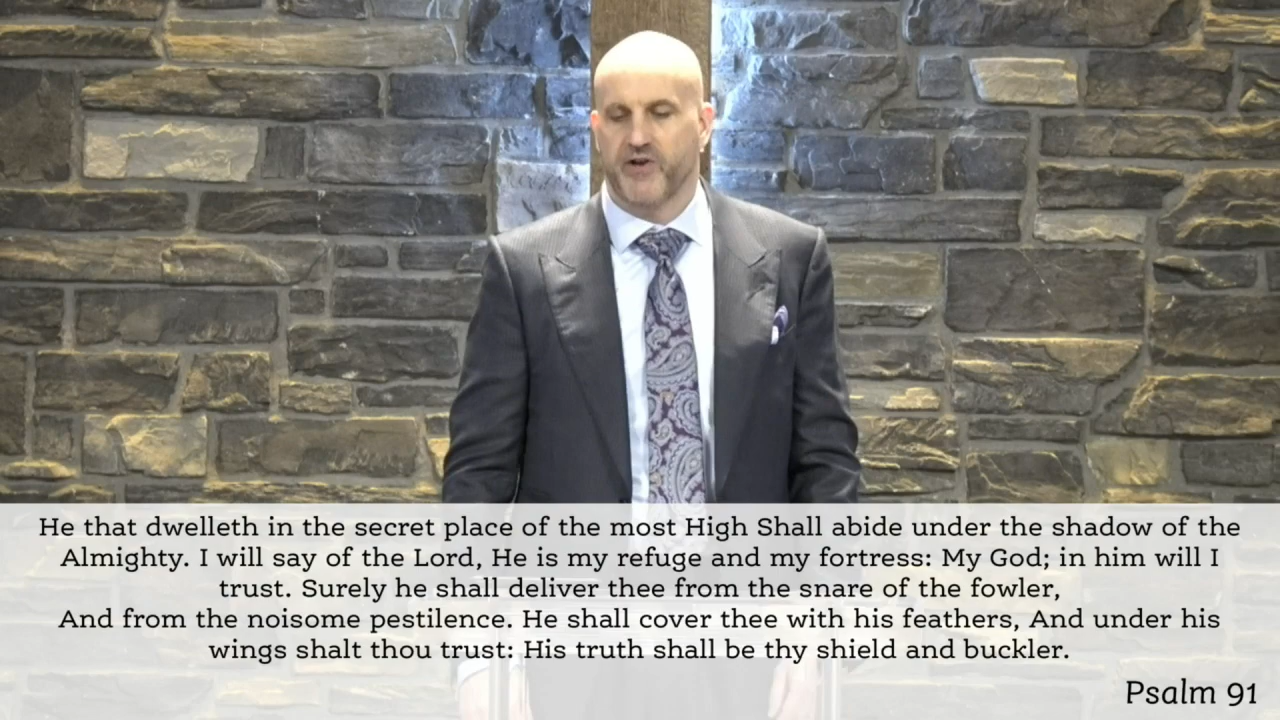 He that dwelleth in the secret place of the most High Shall abide under the shadow of the
Almighty. I will say of the Lord, He is my refuge and my fortress: My God; in him will I
trust. Surely he shall deliver thee from the snare of the fowler,
And from the noisome pestilence. He shall cover thee with his feathers, And under his
wings shalt thou trust: His truth shall be thy shield and buckler.
Psalm 91